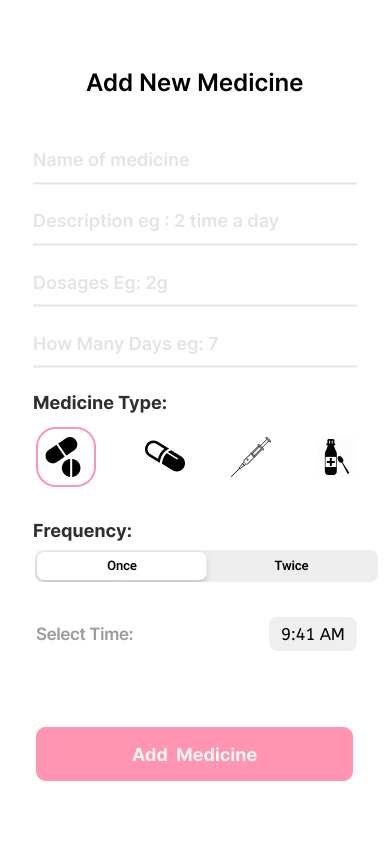 Add New Medicine
Name of medicine
Description eg : 2 time a day
Dosages Eg: 2g
How Many Days eg: 7
Medicine Type:
Frequency:
Once Twice
Select Time: 9:41 AM
Add Medicine